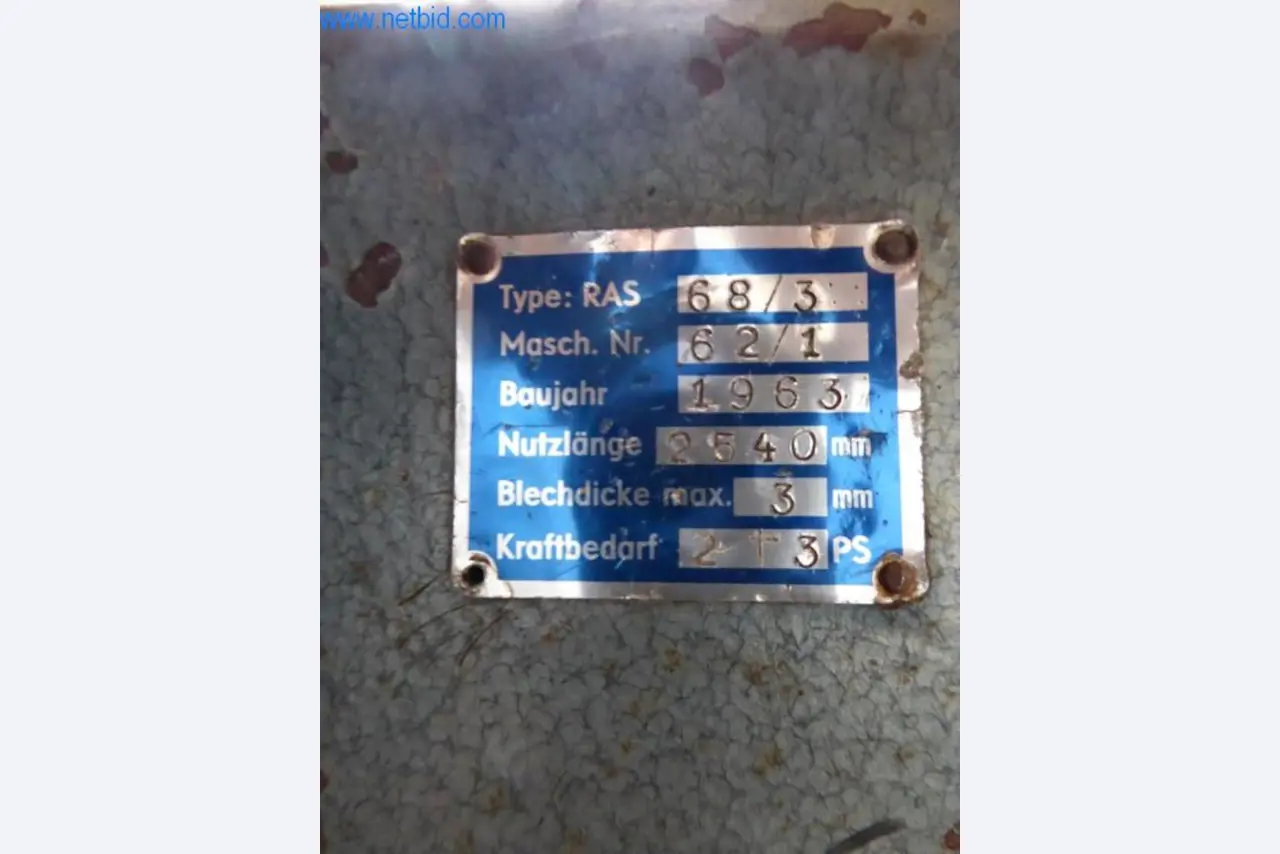 www.netbid.com
Type: RAS 68/3
Masch. Nr. 62/1
Baujahr 1963
Nutzlänge 2540 mm
Blechdicke max. 3 mm
Kraftbedarf 2+3 PS